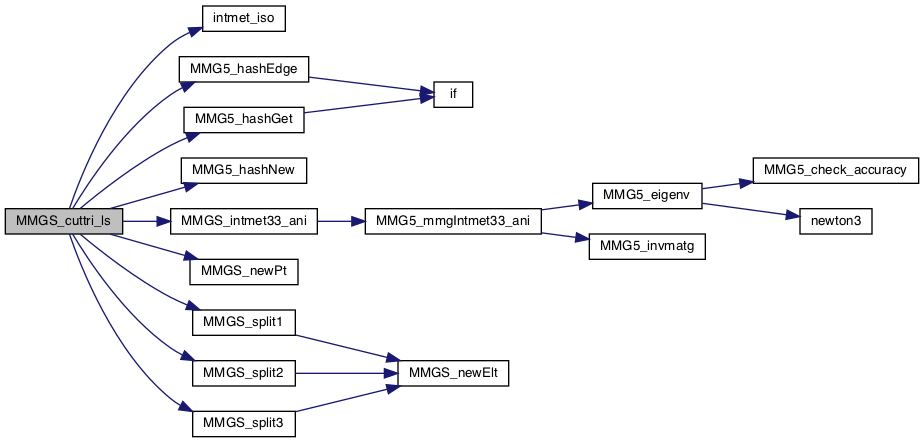 intmet_iso
MMG5_hashEdge
if
MMG5_hashGet
MMG5_hashNew
MMG5_check_accuracy
MMG5_eigenv
MMGS_cuttri_ls
MMGS_intmet33_ani
MMG5_mmgIntmet33_ani
newton3
MMG5_invmatg
MMGS_newPt
MMGS_split1
MMGS_split2
MMGS_newElt
MMGS_split3